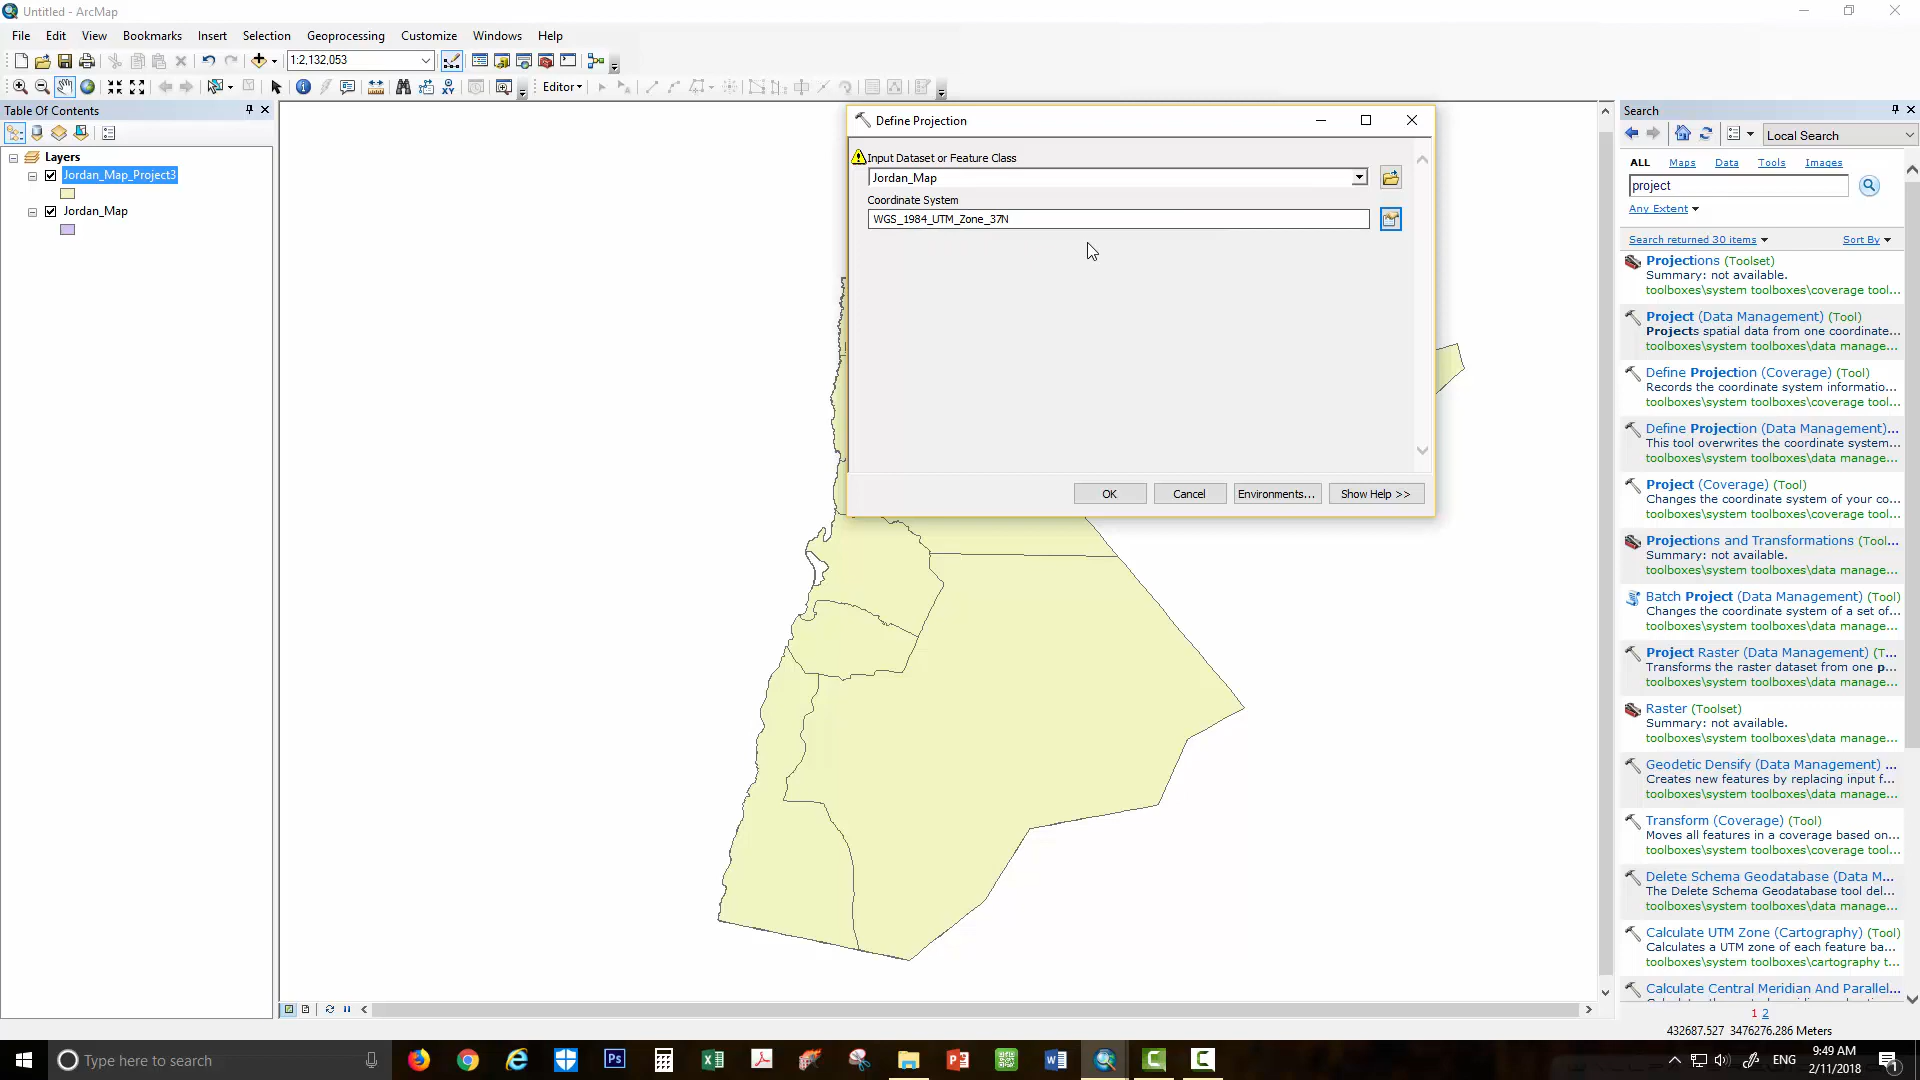 Untitled - ArcMap
File Edit View Bookmarks Insert Selection Geoprocessing Customize Windows Help
1:2,132,053
Editor
Table Of Contents
Layers
Jordan_Map_Project3
Jordan_Map
Define Projection
Input Dataset or Feature Class
Jordan_Map
Coordinate System
WGS_1984_UTM_Zone_37N
OK Cancel Environments... Show Help >>
Search
Local Search
ALL Maps Data Tools Images
project
Any Extent
Search returned 30 items Sort By
Projections (Toolset)
Summary: not available.
toolboxes\system toolboxes\coverage tool...
Project (Data Management) (Tool)
Projects spatial data from one coordinate...
toolboxes\system toolboxes\data manage...
Define Projection (Coverage) (Tool)
Records the coordinate system informatio...
toolboxes\system toolboxes\coverage tool...
Define Projection (Data Management)...
This tool overwrites the coordinate system...
toolboxes\system toolboxes\data manage...
Project (Coverage) (Tool)
Changes the coordinate system of your co...
toolboxes\system toolboxes\coverage tool...
Projections and Transformations (Tool...
Summary: not available.
toolboxes\system toolboxes\data manage...
Batch Project (Data Management) (Tool)
Changes the coordinate system of a set of...
toolboxes\system toolboxes\data manage...
Project Raster (Data Management) (T...
Transforms the raster dataset from one p...
toolboxes\system toolboxes\data manage...
Raster (Toolset)
Summary: not available.
toolboxes\system toolboxes\data manage...
Geodetic Densify (Data Management) ...
Creates new features by replacing input f...
toolboxes\system toolboxes\data manage...
Transform (Coverage) (Tool)
Moves all features in a coverage based on...
toolboxes\system toolboxes\coverage tool...
Delete Schema Geodatabase (Data M...
The Delete Schema Geodatabase tool del...
toolboxes\system toolboxes\data manage...
Calculate UTM Zone (Cartography) (Tool)
Calculates a UTM zone of each feature ba...
toolboxes\system toolboxes\cartography t...
Calculate Central Meridian And Parallel...
1 2
432687.527 3476276.286 Meters
Type here to search
ENG
9:49 AM
2/11/2018